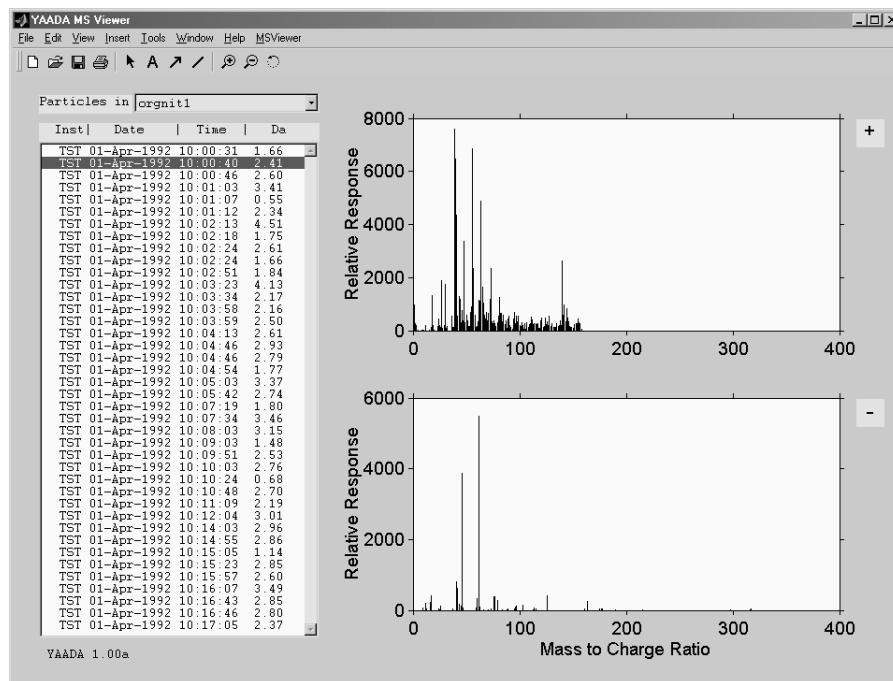 YAADA MS Viewer
File Edit View Insert Tools Window Help MSViewer
Particles in orgnit1
Inst| Date | Time | Da
TST 01-Apr-1992 10:00:31 1.66
TST 01-Apr-1992 10:00:40 2.41
TST 01-Apr-1992 10:00:46 2.60
TST 01-Apr-1992 10:01:03 3.41
TST 01-Apr-1992 10:01:07 0.55
TST 01-Apr-1992 10:01:12 2.34
TST 01-Apr-1992 10:02:13 4.51
TST 01-Apr-1992 10:02:18 1.75
TST 01-Apr-1992 10:02:24 2.61
TST 01-Apr-1992 10:02:24 1.66
TST 01-Apr-1992 10:02:51 1.84
TST 01-Apr-1992 10:03:23 4.13
TST 01-Apr-1992 10:03:34 2.17
TST 01-Apr-1992 10:03:58 2.16
TST 01-Apr-1992 10:03:59 2.50
TST 01-Apr-1992 10:04:13 2.61
TST 01-Apr-1992 10:04:46 2.93
TST 01-Apr-1992 10:04:46 2.79
TST 01-Apr-1992 10:04:54 1.77
TST 01-Apr-1992 10:05:03 3.37
TST 01-Apr-1992 10:05:42 2.74
TST 01-Apr-1992 10:07:19 1.80
TST 01-Apr-1992 10:07:34 3.46
TST 01-Apr-1992 10:08:03 3.15
TST 01-Apr-1992 10:09:03 1.48
TST 01-Apr-1992 10:09:51 2.53
TST 01-Apr-1992 10:10:03 2.76
TST 01-Apr-1992 10:10:24 0.68
TST 01-Apr-1992 10:10:48 2.70
TST 01-Apr-1992 10:11:09 2.19
TST 01-Apr-1992 10:12:04 3.01
TST 01-Apr-1992 10:14:03 2.96
TST 01-Apr-1992 10:14:55 2.86
TST 01-Apr-1992 10:15:05 1.14
TST 01-Apr-1992 10:15:23 2.85
TST 01-Apr-1992 10:15:57 2.60
TST 01-Apr-1992 10:16:07 3.49
TST 01-Apr-1992 10:16:43 2.85
TST 01-Apr-1992 10:16:46 2.80
TST 01-Apr-1992 10:17:05 2.37
YAADA 1.00a
Relative Response
8000
6000
4000
2000
0
0 100 200 300 400
+
Relative Response
6000
4000
2000
0
0 100 200 300 400
Mass to Charge Ratio
-